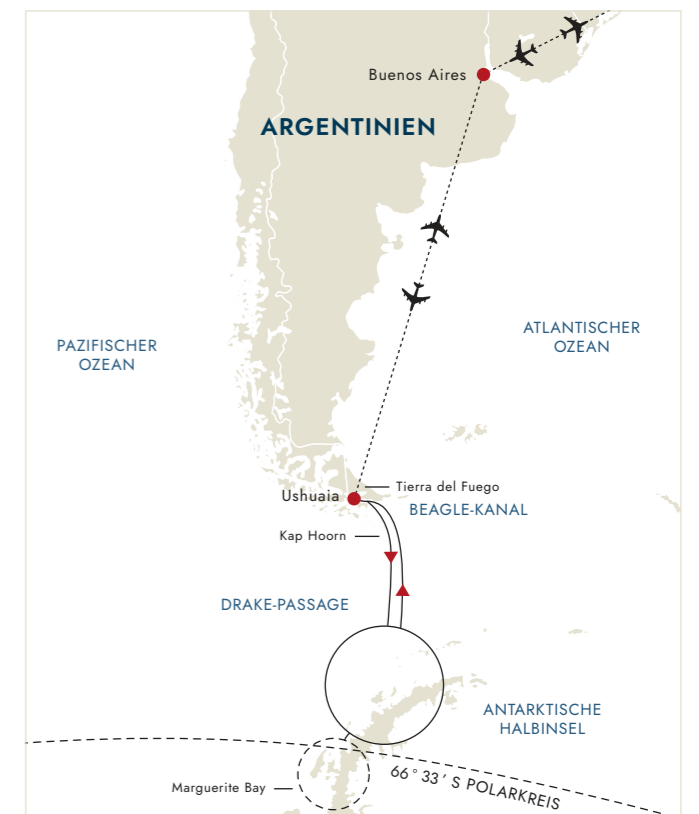 Buenos Aires
ARGENTINIEN
PAZIFISCHER
OZEAN
ATLANTISCHER
OZEAN
Tierra del Fuego
Ushuaia
BEAGLE-KANAL
Kap Hoorn
DRAKE-PASSAGE
ANTARKTISCHE
HALBINSEL
66° 33’ S POLARKREIS
Marguerite Bay